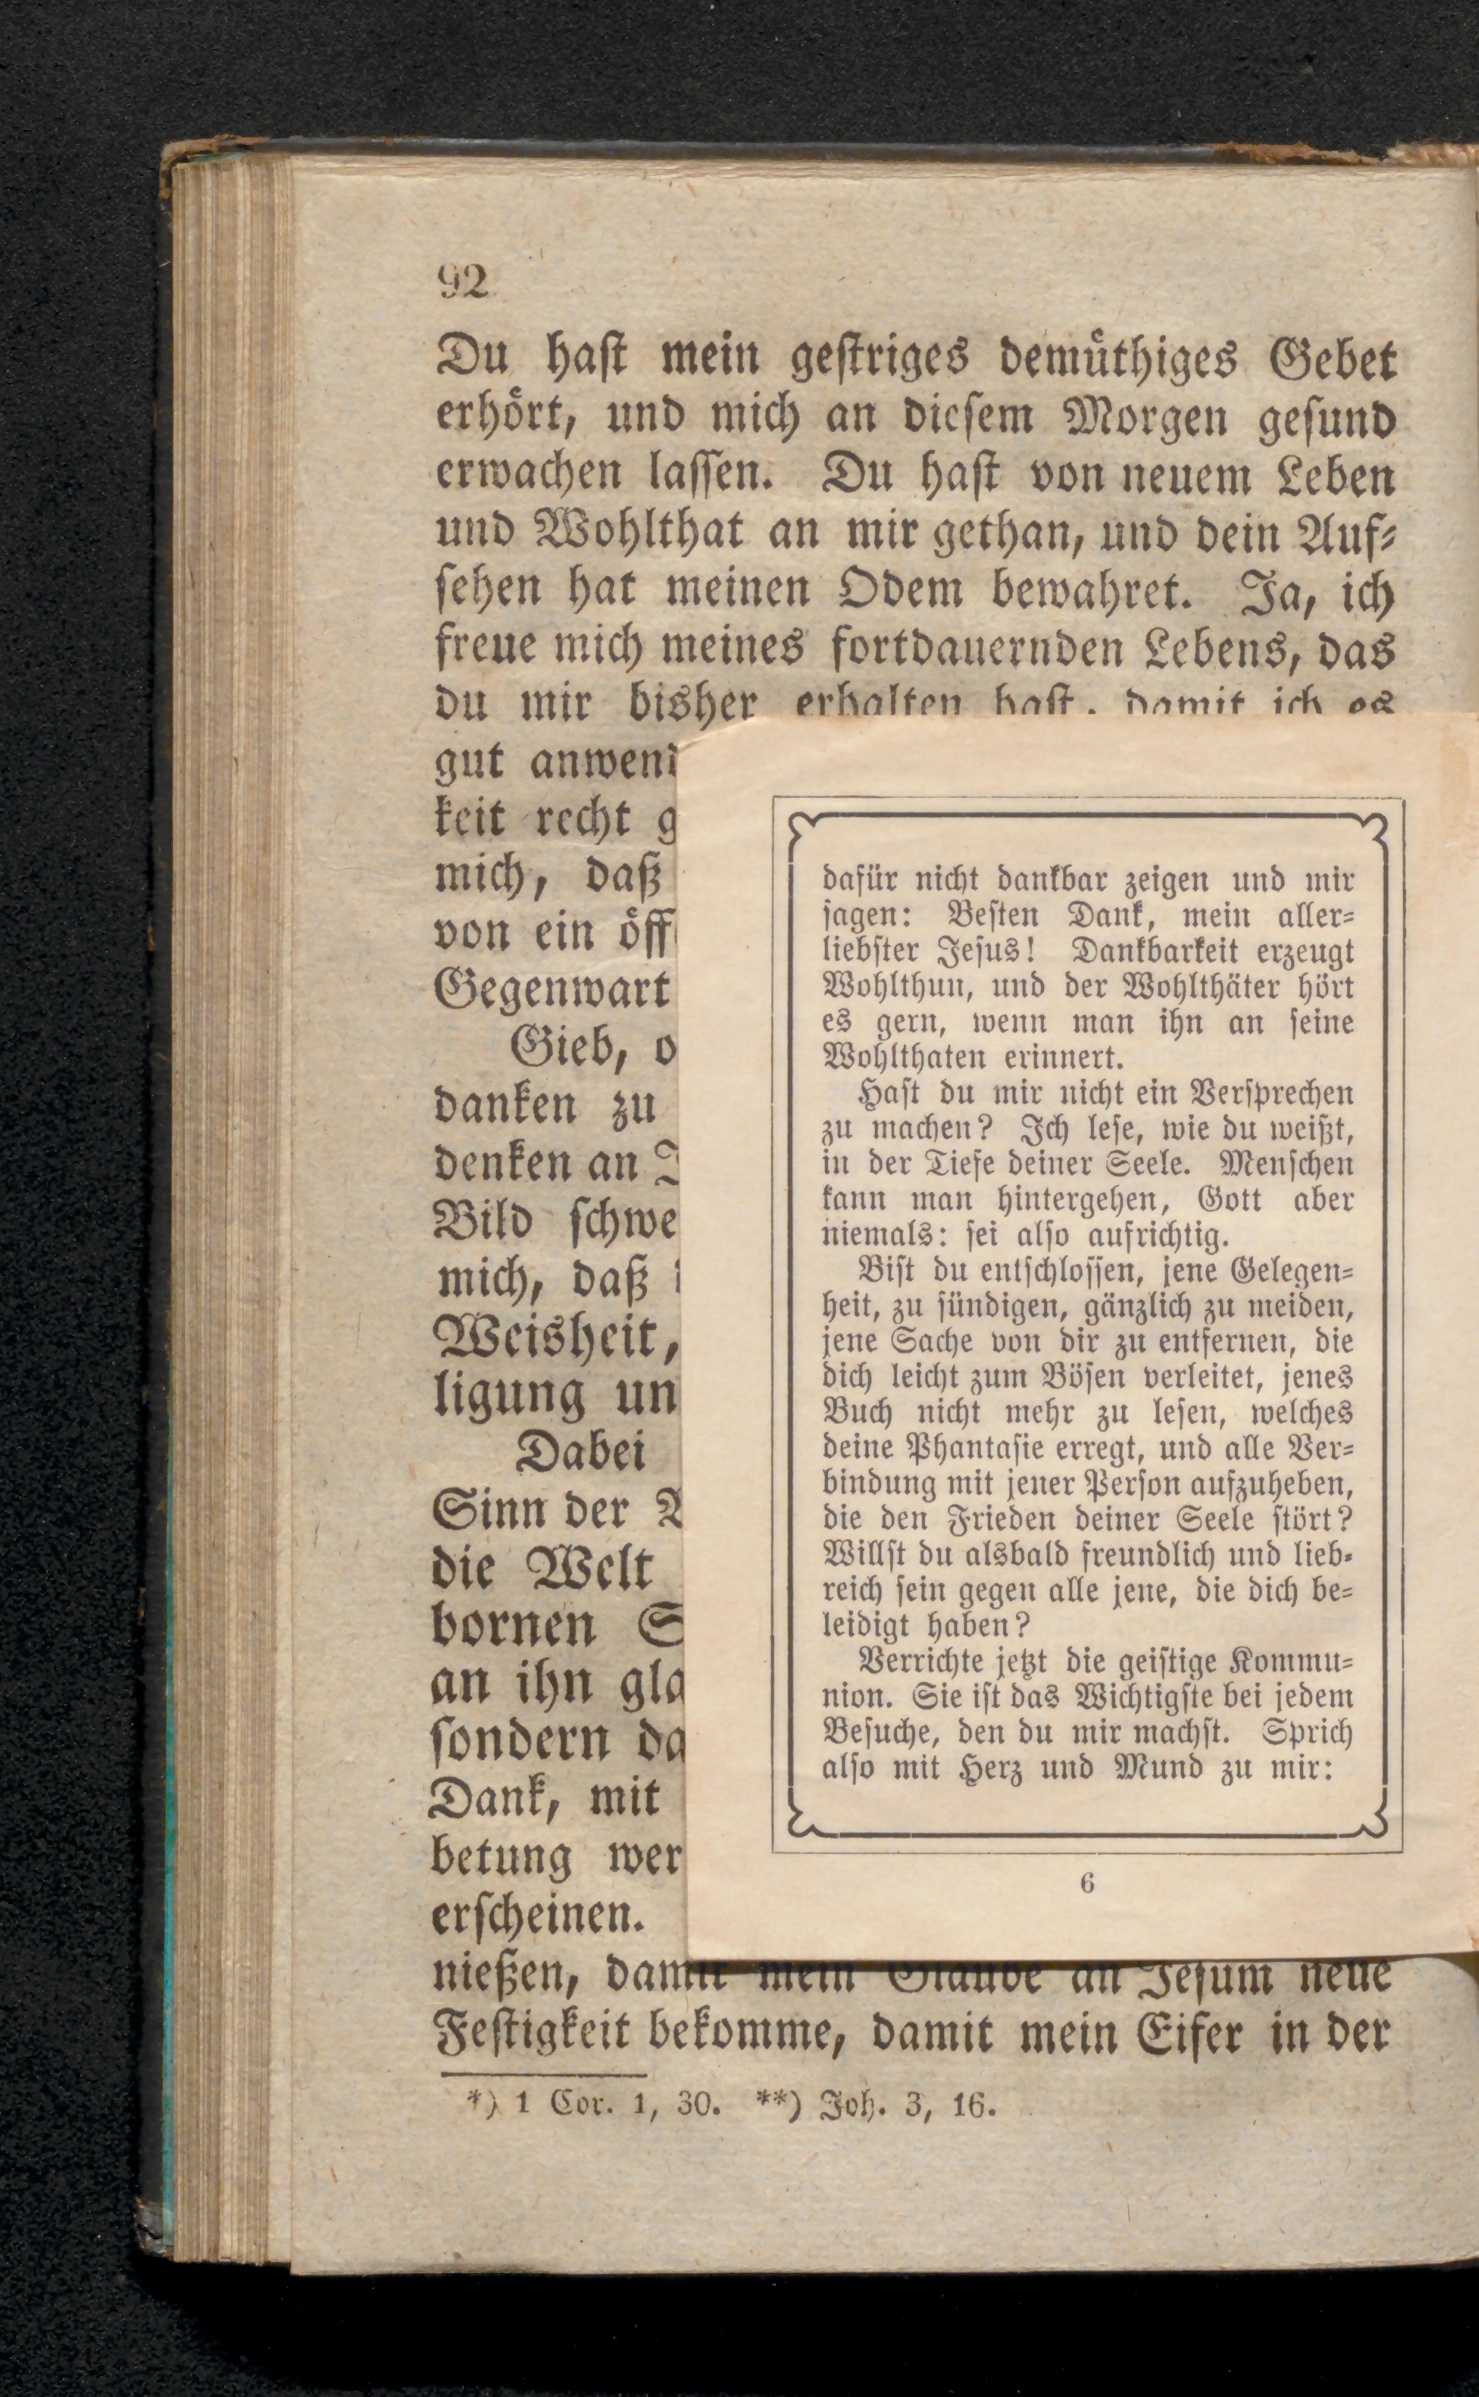 92
Du hast mein gestriges demüthiges Gebet
erhört, und mich an diesem Morgen gesund
erwachen lassen. Du hast von neuem Leben
und Wohlthat an mir gethan, und dein Auf⸗
sehen hat meinen Odem bewahret. Ja, ich
freue mich meines fortdauernden Lebens, das
du mir bisher erhalten hast, damit ich es
gut
keit recht
mich, daß
von ein
Gegenwart
Gieb,
danken zu
denken an
Bild
mich, daß
Weisheit,
ligung
Dabei
Sinn der
die Welt
bornen
an ihn
sondern
Dank, mit
betung
erscheinen.
nießen, damit mein Glaube an Jesum neue
Festigkeit bekomme, damit mein Eifer in der
*) 1 Cor. 1, 30. **) Joh. 3, 16.
dafür nicht dankbar zeigen und mir
sagen: Besten Dank, mein aller⸗
liebster Jesus! Dankbarkeit erzeugt
Wohlthun, und der Wohlthäter hört
es gern, wenn man ihn an seine
Wohlthaten erinnert.
Hast du mir nicht ein Versprechen
zu machen? Ich lese, wie du weißt,
in der Tiefe deiner Seele. Menschen
kann man hintergehen, Gott aber
niemals: sei also aufrichtig.
Bist du entschlossen, jene Gelegen⸗
heit, zu sündigen, gänzlich zu meiden,
jene Sache von dir zu entfernen, die
dich leicht zum Bösen verleitet, jenes
Buch nicht mehr zu lesen, welches
deine Phantasie erregt, und alle Ver⸗
bindung mit jener Person aufzuheben,
die den Frieden deiner Seele stört?
Willst du alsbald freundlich und lieb⸗
reich sein gegen alle jene, die dich be⸗
leidigt haben?
Verrichte jetzt die geistige Kommu⸗
nion. Sie ist das Wichtigste bei jedem
Besuche, den du mir machst. Sprich
also mit Herz und Mund zu mir:
6